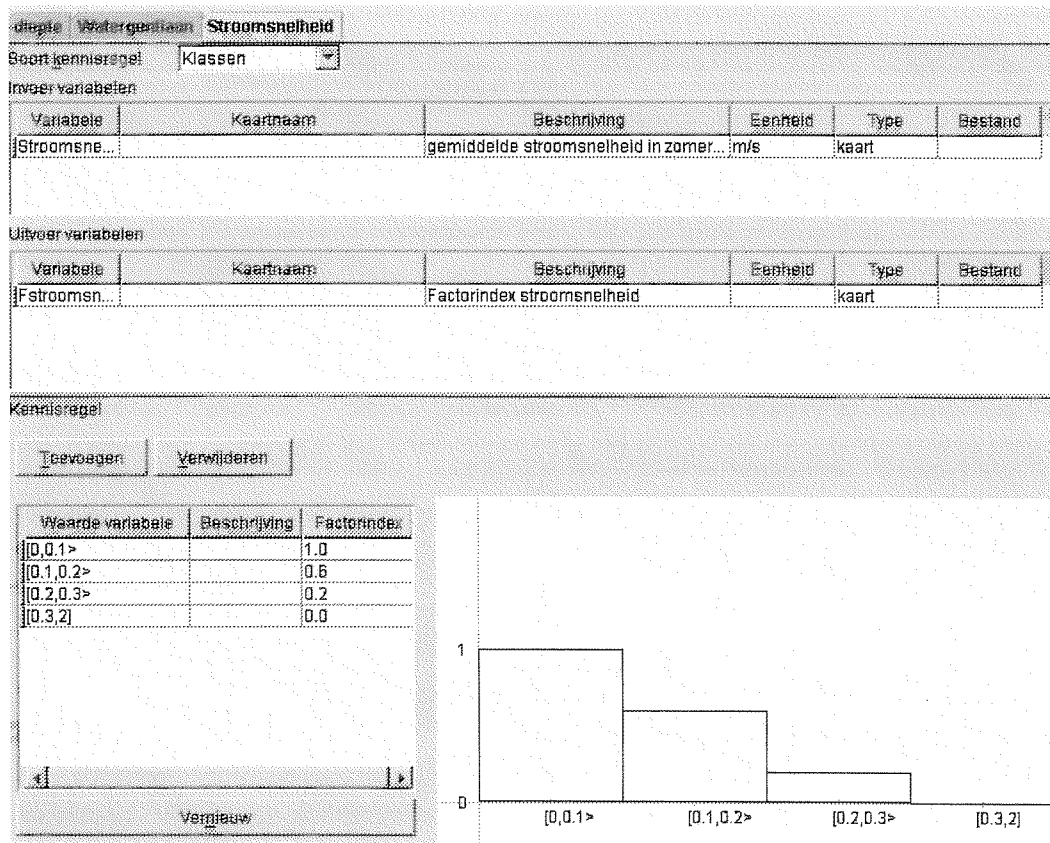 diepte Watergentiaan Stroomsnelheid
Soort kennisregel Klassen
Invoer variabelen
Variabele Kaartnaam Beschrijving Eenheid Type Bestand
Stroomsne... gemiddelde stroomsnelheid in zomer... m/s kaart
Uitvoer variabelen
Variabele Kaartnaam Beschrijving Eenheid Type Bestand
Fstroomsn... Factorindex stroomsnelheid kaart
Kennisregel
Toevoegen Verwijderen
Waarde variabele Beschrijving Factorindex
[0,0.1> 1.0
[0.1,0.2> 0.6
[0.2,0.3> 0.2
[0.3,2] 0.0
Vernieuw
1
0
[0,0.1> [0.1,0.2> [0.2,0.3> [0.3,2]